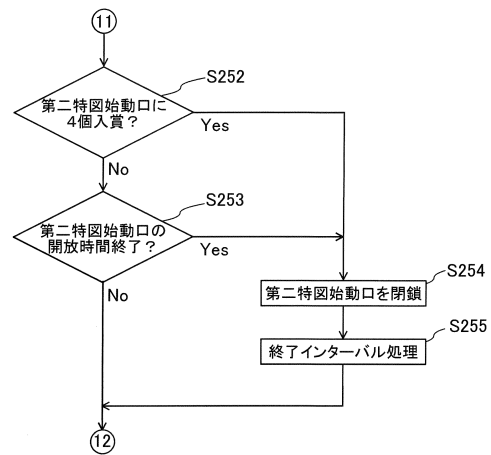 11
S252
第二特図始動口に
4個入賞？
Yes
No
S253
第二特図始動口の
開放時間終了？
Yes
No
S254
第二特図始動口を閉鎖
S255
終了インターバル処理
12